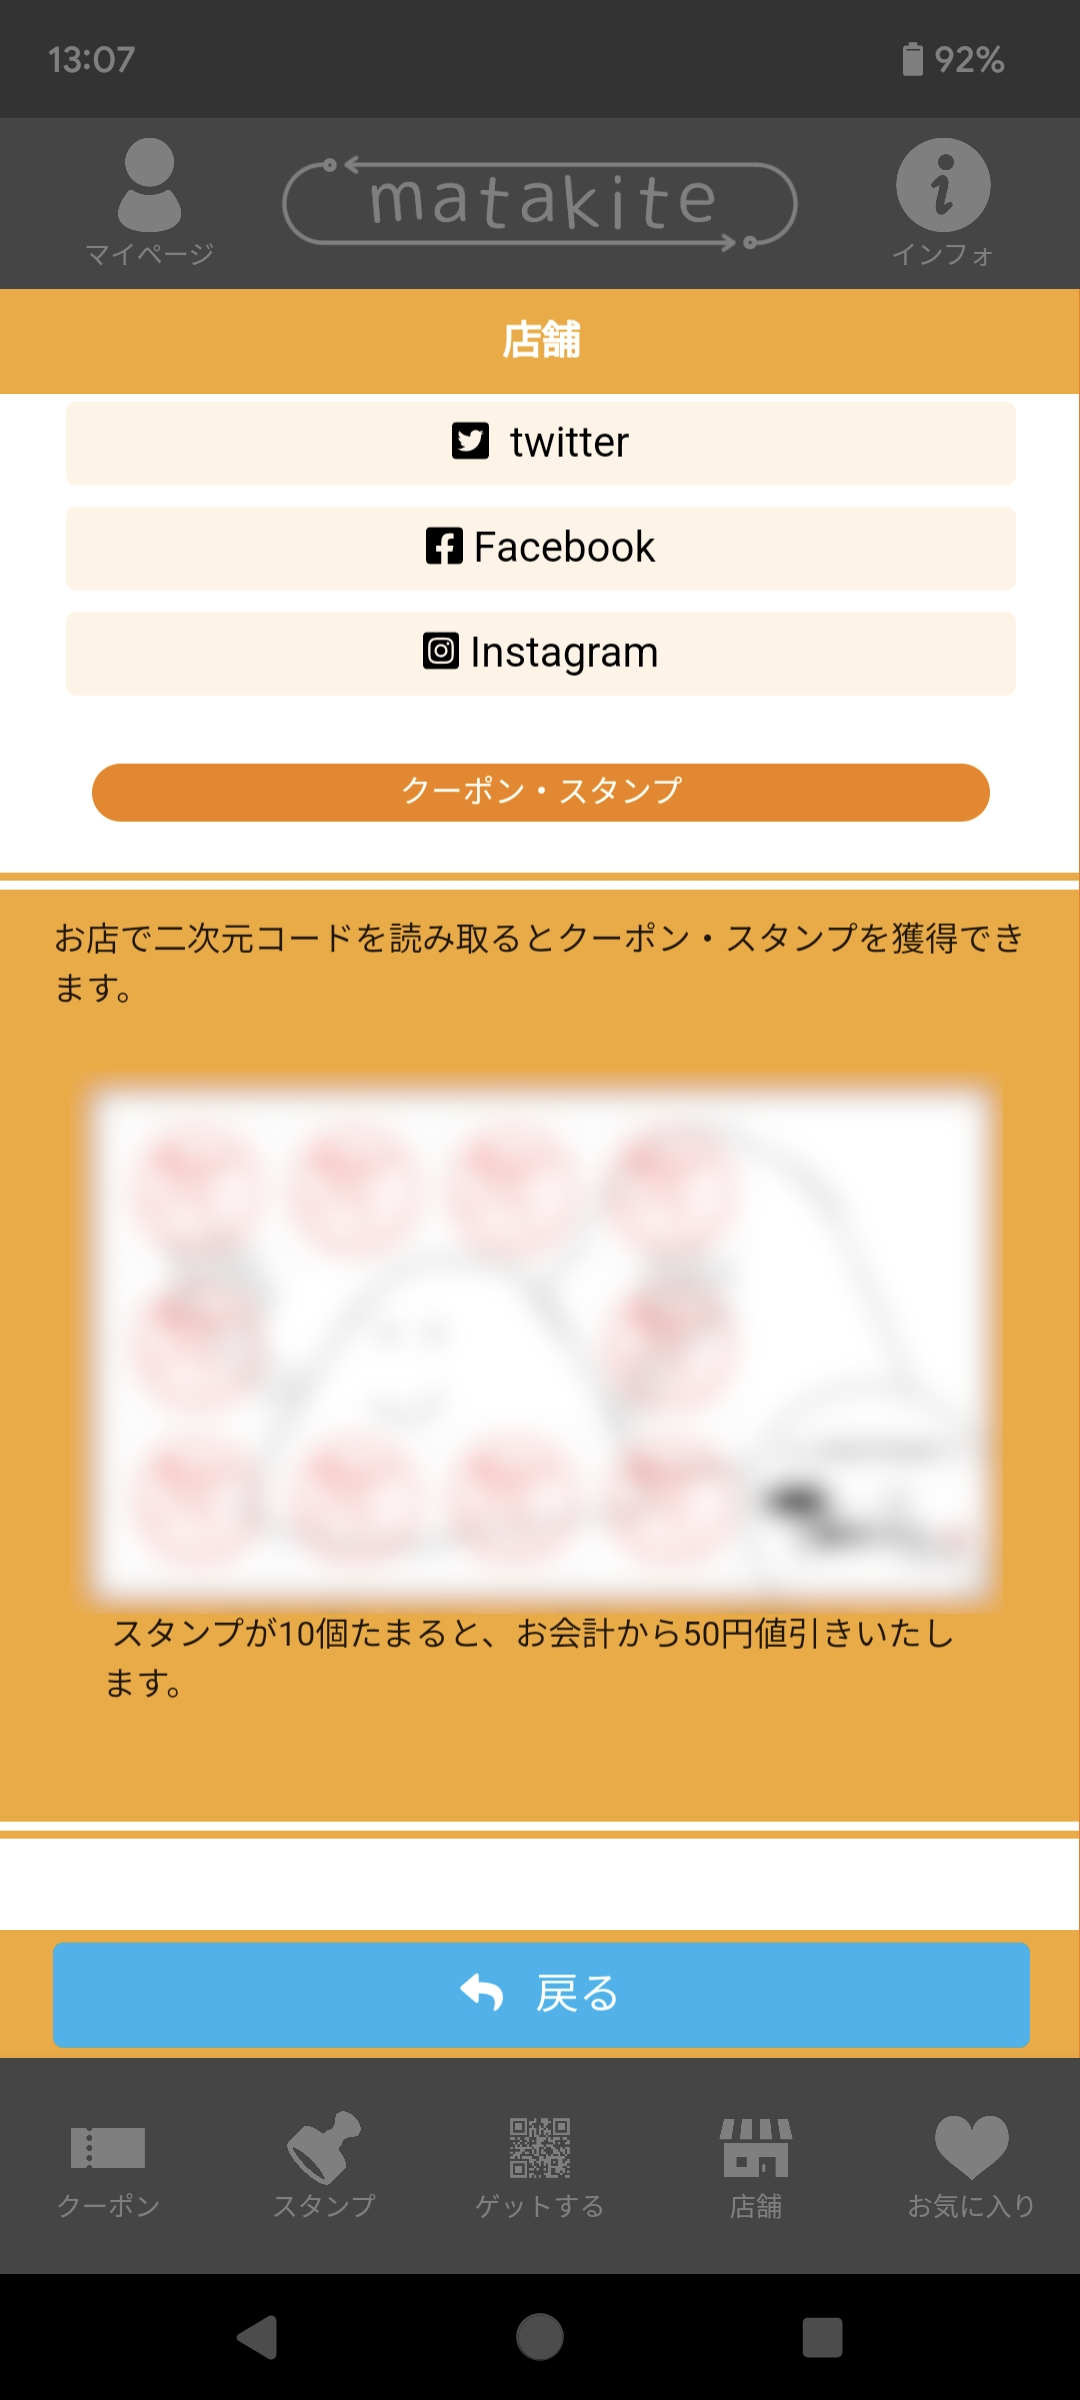 13:07
92%
マイページ
matakite
インフォ
店舗
twitter
Facebook
Instagram
クーポン・スタンプ
お店で二次元コードを読み取るとクーポン・スタンプを獲得でき
ます。
スタンプが10個たまると、お会計から50円値引きいたし
ます。
戻る
クーポン
スタンプ
ゲットする
店舗
お気に入り